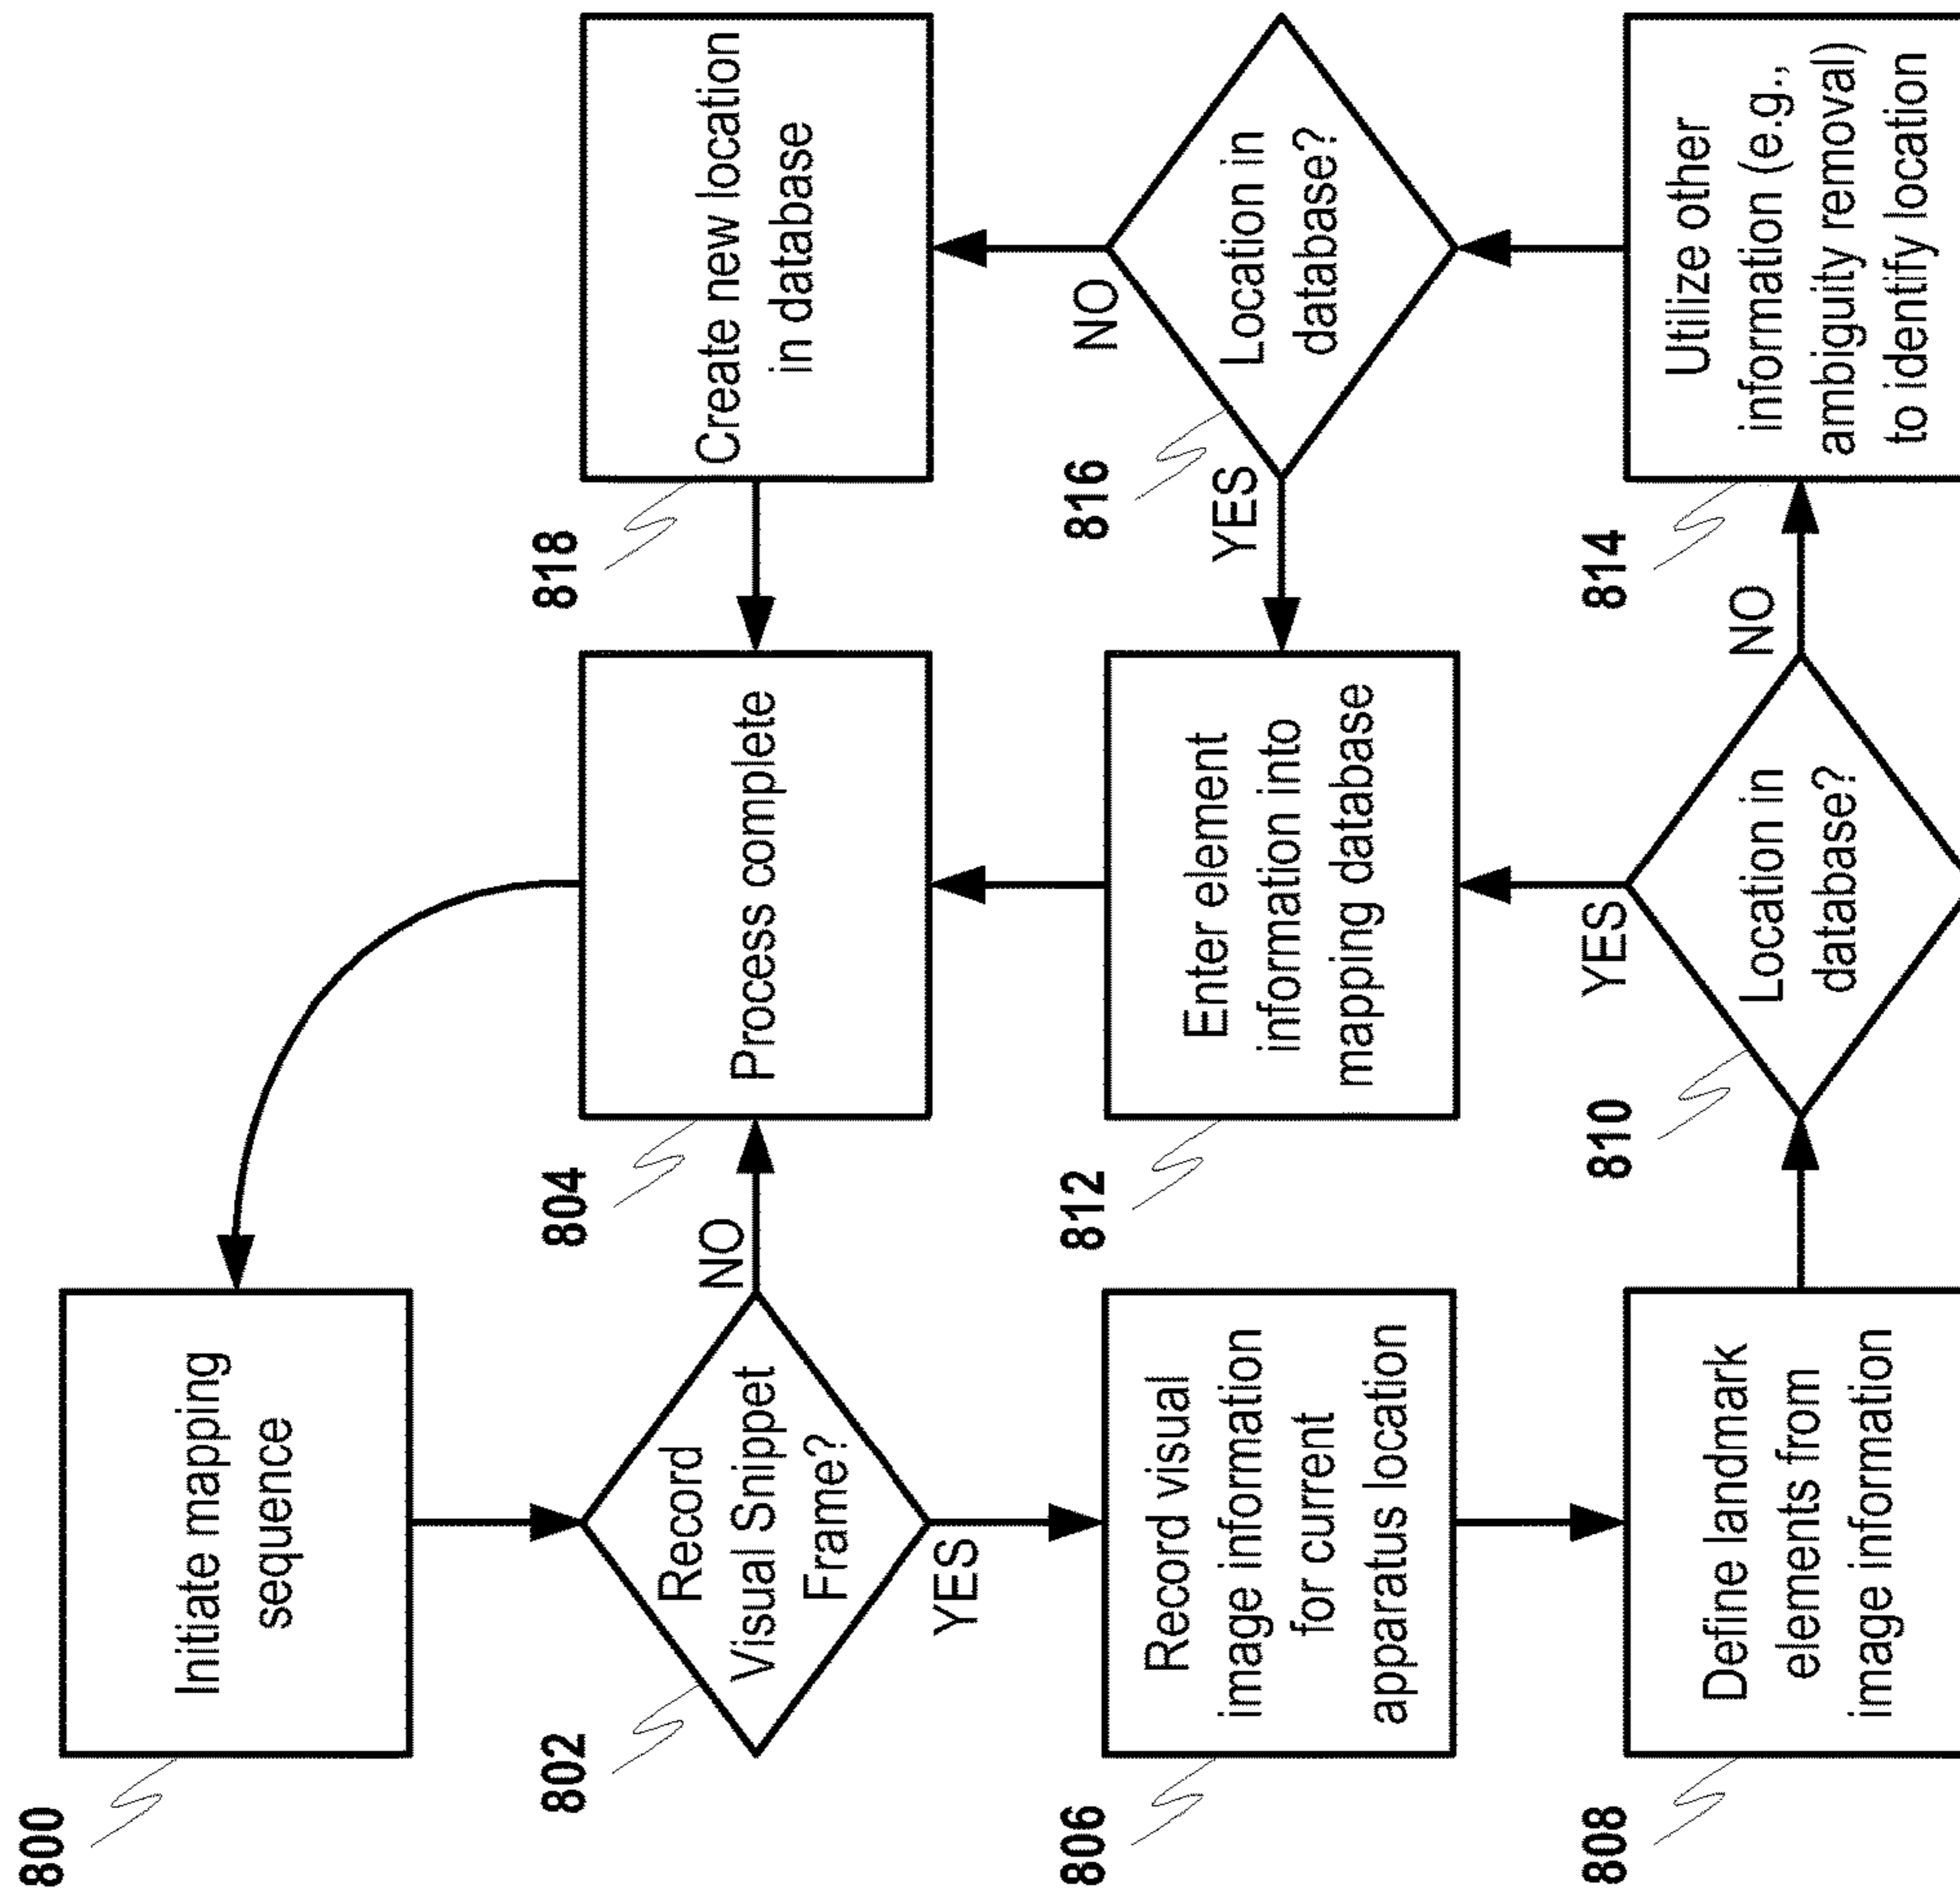 800
Initiate mapping
sequence
802
Record
Visual Snippet
Frame?
NO
YES
804
Process complete
806
Record visual
image information
for current
apparatus location
808
Define landmark
elements from
image information
810
Location in
database?
YES
NO
812
Enter element
information into
mapping database
814
Utilize other
information (e.g.,
ambiguity removal)
to identify location
816
Location in
database?
YES
NO
818
Create new location
in database